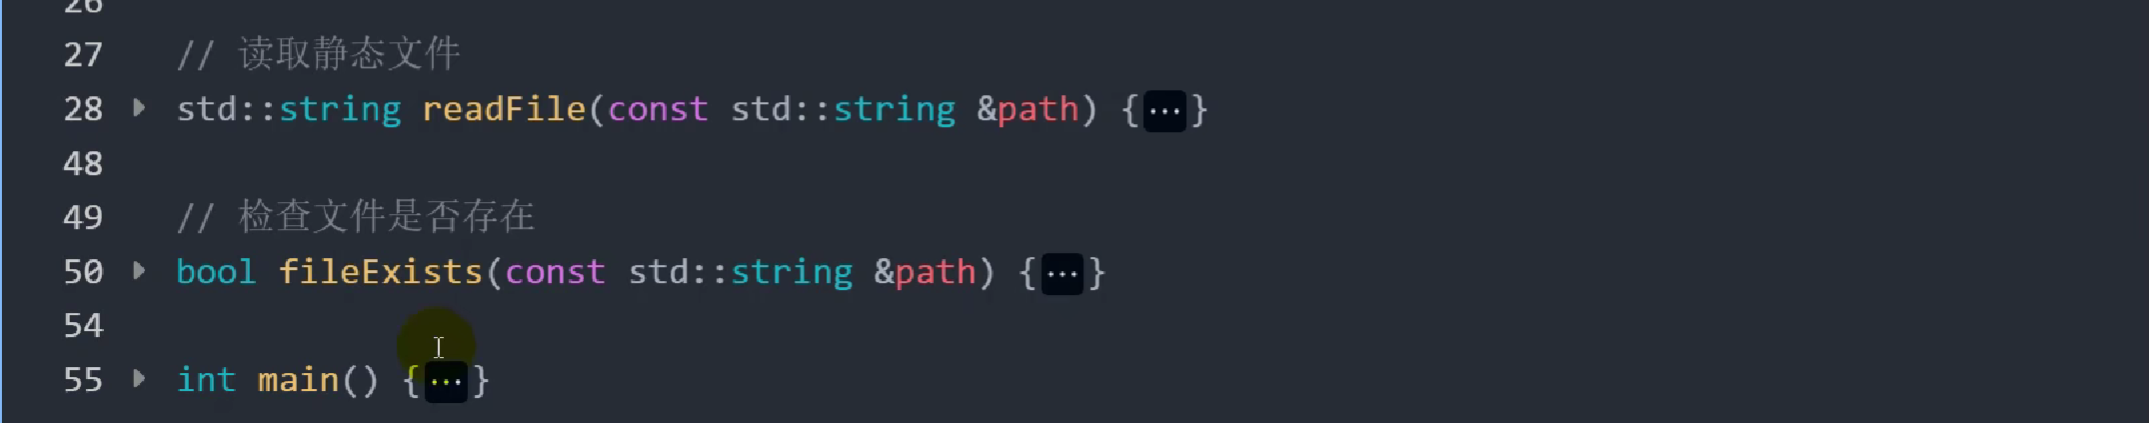 26
27 // 读取静态文件
28 std::string readFile(const std::string &path) {···}
48
49 // 检查文件是否存在
50 bool fileExists(const std::string &path) {···}
54
55 int main() {···}